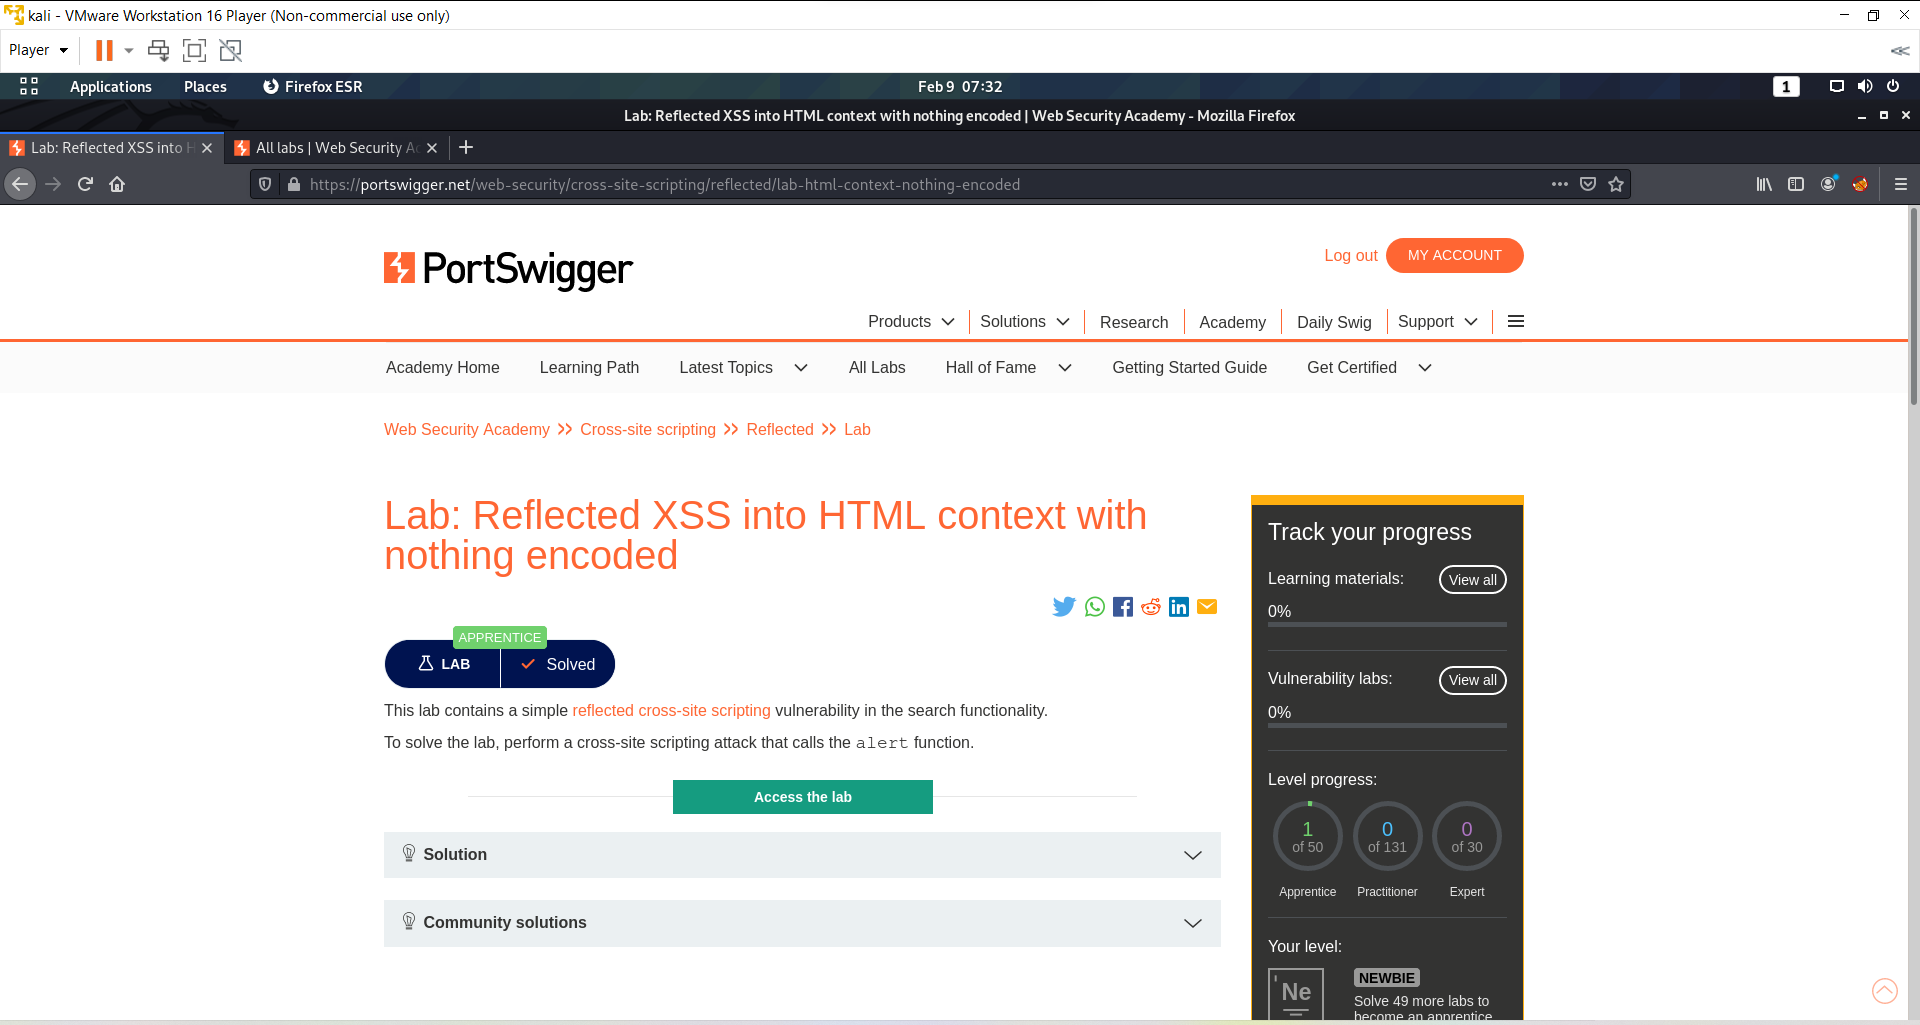 kali - VMware Workstation 16 Player (Non-commercial use only)
Player
Applications Places Firefox ESR Feb 9 07:32 1
Lab: Reflected XSS into HTML context with nothing encoded | Web Security Academy - Mozilla Firefox
Lab: Reflected XSS into H All labs | Web Security Ac
https://portswigger.net/web-security/cross-site-scripting/reflected/lab-html-context-nothing-encoded
PortSwigger
Log out MY ACCOUNT
Products Solutions Research Academy Daily Swig Support
Academy Home Learning Path Latest Topics All Labs Hall of Fame Getting Started Guide Get Certified
Web Security Academy >> Cross-site scripting >> Reflected >> Lab
Lab: Reflected XSS into HTML context with
nothing encoded
APPRENTICE
LAB Solved
This lab contains a simple reflected cross-site scripting vulnerability in the search functionality.
To solve the lab, perform a cross-site scripting attack that calls the alert function.
Access the lab
Solution
Community solutions
Track your progress
Learning materials: View all
0%
Vulnerability labs: View all
0%
Level progress:
1 0 0
of 50 of 131 of 30
Apprentice Practitioner Expert
Your level:
Ne
NEWBIE
Solve 49 more labs to
become an apprentice